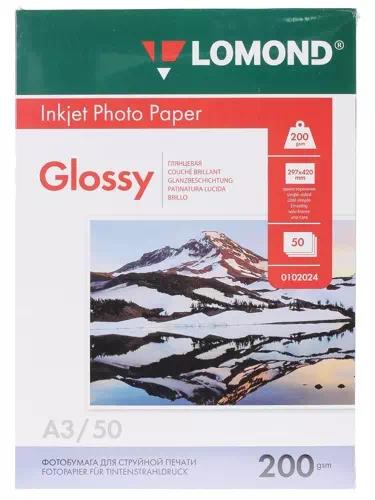 LOMOND®
Inkjet Photo Paper
200
gsm
Glossy
ГЛЯНЦЕВАЯ
COUCHÉ BRILLANT
GLANZBESCHICHTUNG
PATINATURA LUCIDA
BRILLO
297x420
mm
50
0102024
A3/50
ФОТОБУМАГА ДЛЯ СТРУЙНОЙ ПЕЧАТИ
FOTOPAPIER FÜR TINTENSTRAHLDRUCK
200 gsm